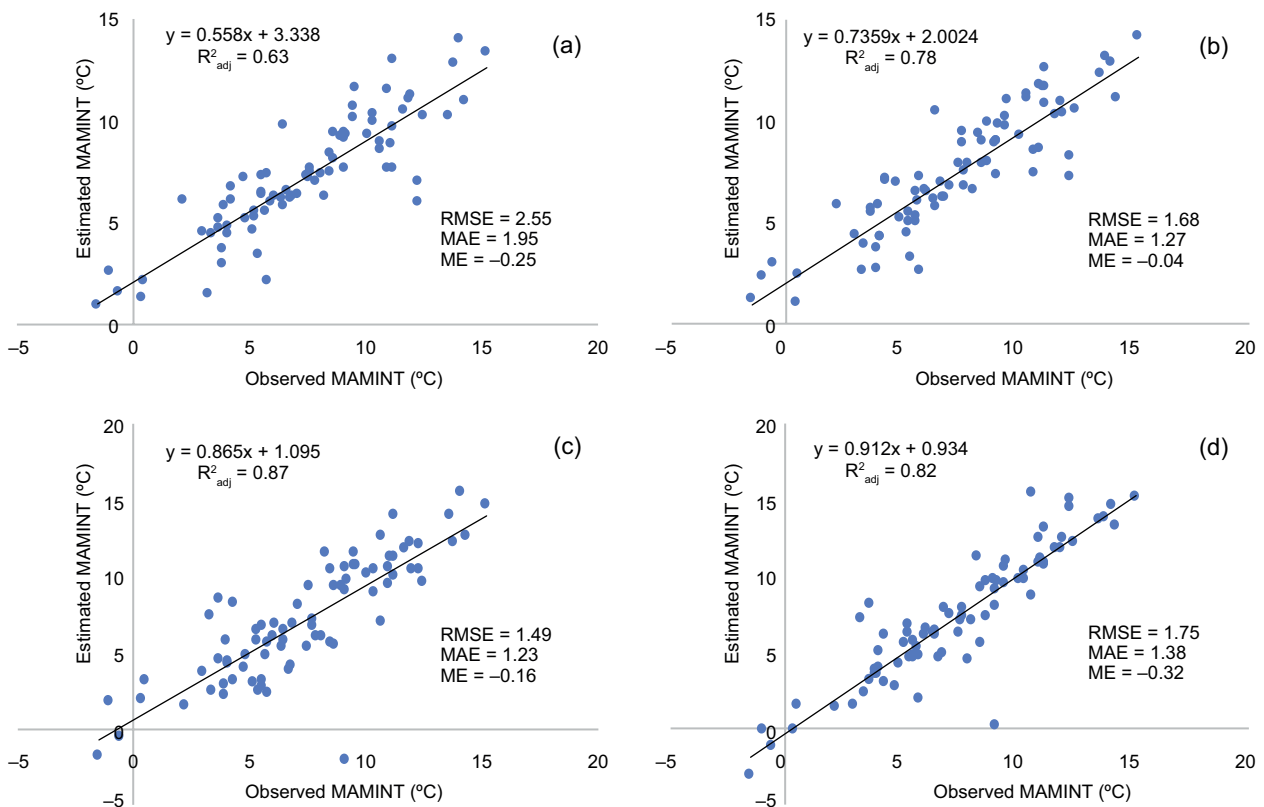 15
y = 0.558x + 3.338
R²adj = 0.63
(a)
10
Estimated MAMINT (ºC)
5
RMSE = 2.55
MAE = 1.95
ME = –0.25
0
–5 0 5 10 15 20
Observed MAMINT (ºC)
15
y = 0.7359x + 2.0024
R²adj = 0.78
(b)
10
Estimated MAMINT (ºC)
5
RMSE = 1.68
MAE = 1.27
ME = –0.04
0
–5 0 5 10 15 20
Observed MAMINT (ºC)
20
y = 0.865x + 1.095
R²adj = 0.87
(c)
15
Estimated MAMINT (ºC)
10
5
RMSE = 1.49
MAE = 1.23
ME = –0.16
0
–5 0 5 10 15 20
Observed MAMINT (ºC)
–5
20
y = 0.912x + 0.934
R²adj = 0.82
(d)
15
Estimated MAMINT (ºC)
10
5
RMSE = 1.75
MAE = 1.38
ME = –0.32
0
–5 0 5 10 15 20
Observed MAMINT (ºC)
–5